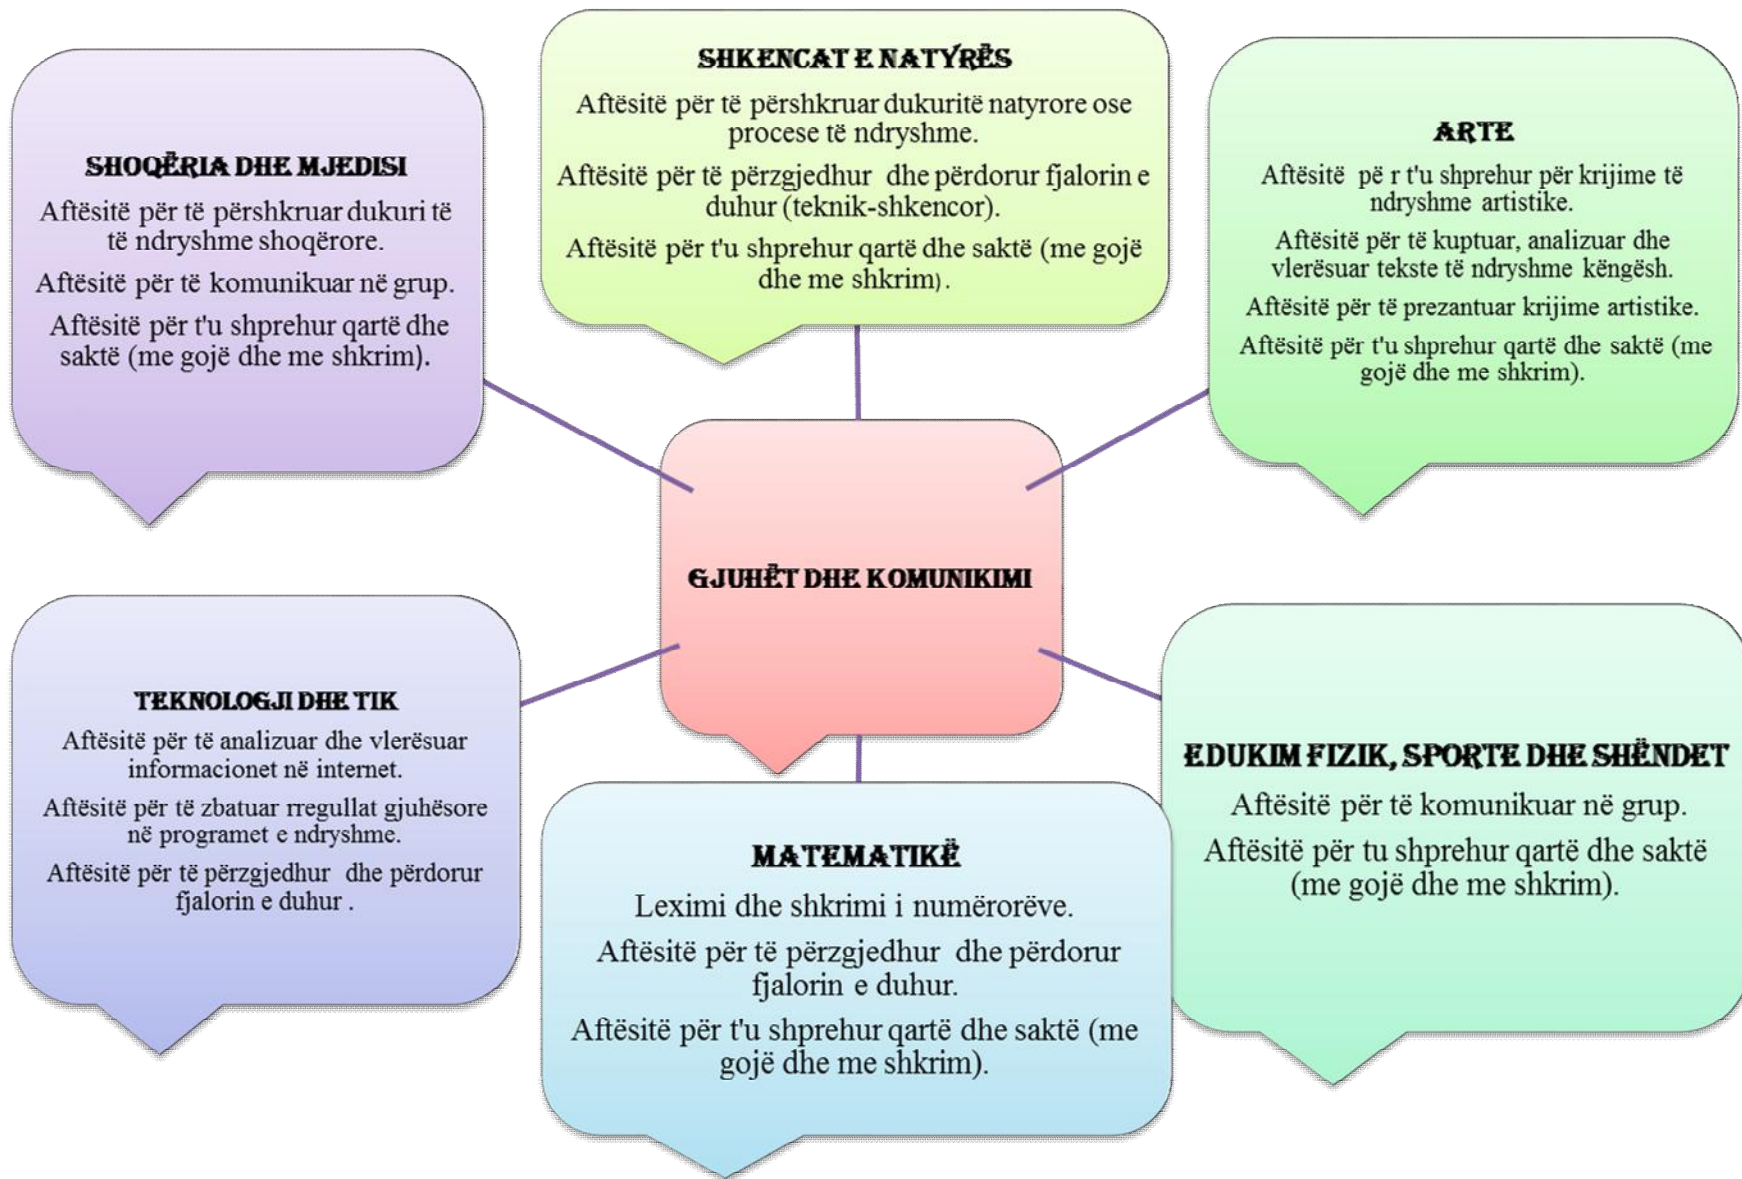 SHOQËRIA DHE MJEDISI
Aftësitë për të përshkruar dukuri të
të ndryshme shoqërore.
Aftësitë për të komunikuar në grup.
Aftësitë për t'u shprehur qartë dhe
saktë (me gojë dhe me shkrim).
SHKENCAT E NATYRËS
Aftësitë për të përshkruar dukuritë natyrore ose
procese të ndryshme.
Aftësitë për të përzgjedhur dhe përdorur fjalorin e
duhur (teknik-shkencor).
Aftësitë për t'u shprehur qartë dhe saktë (me gojë
dhe me shkrim).
ARTE
Aftësitë pë r t'u shprehur për krijime të
ndryshme artistike.
Aftësitë për të kuptuar, analizuar dhe
vlerësuar tekste të ndryshme këngësh.
Aftësitë për të prezantuar krijime artistike.
Aftësitë për t'u shprehur qartë dhe saktë (me
gojë dhe me shkrim).
GJUHËT DHE KOMUNIKIMI
TEKNOLOGJI DHE TIK
Aftësitë për të analizuar dhe vlerësuar
informacionet në internet.
Aftësitë për të zbatuar rregullat gjuhësore
në programet e ndryshme.
Aftësitë për të përzgjedhur dhe përdorur
fjalorin e duhur .
MATEMATIKË
Leximi dhe shkrimi i numërorëve.
Aftësitë për të përzgjedhur dhe përdorur
fjalorin e duhur.
Aftësitë për t'u shprehur qartë dhe saktë (me
gojë dhe me shkrim).
EDUKIM FIZIK, SPORTE DHE SHËNDET
Aftësitë për të komunikuar në grup.
Aftësitë për tu shprehur qartë dhe saktë
(me gojë dhe me shkrim).